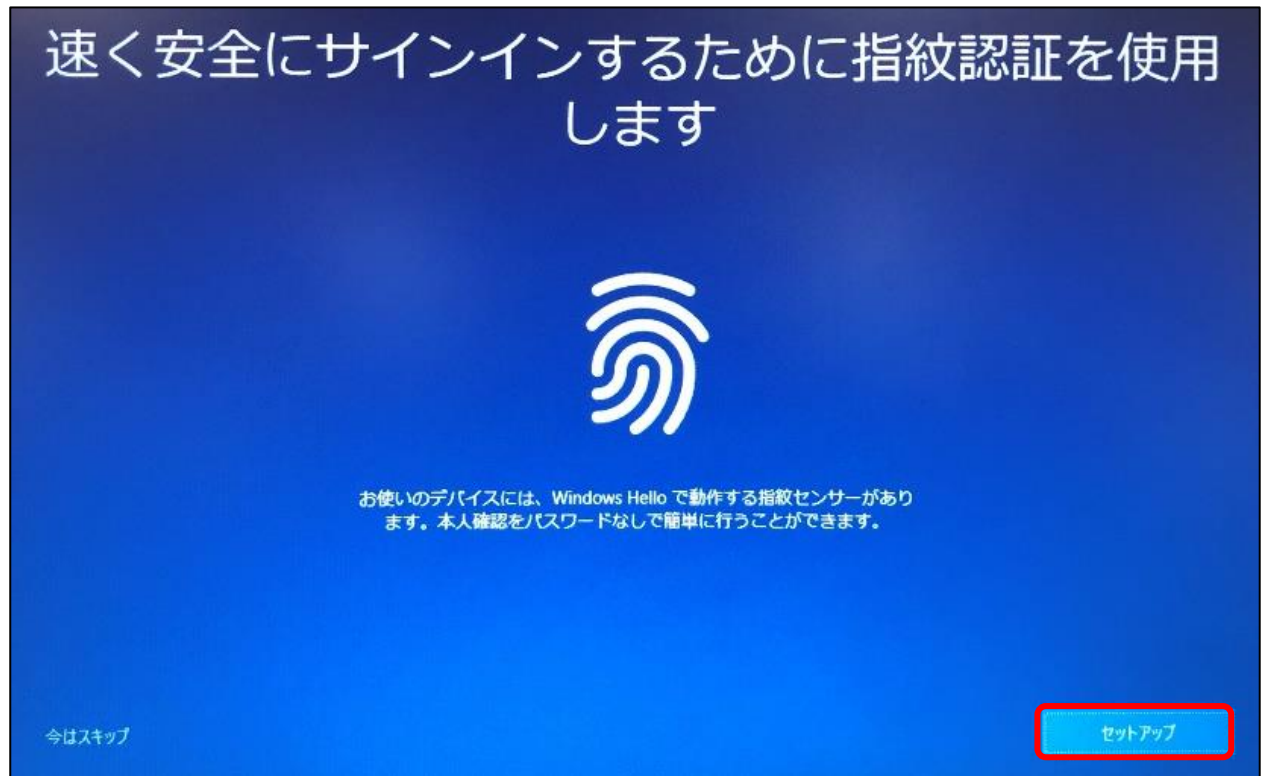 速く安全にサインインするために指紋認証を使用
します
お使いのデバイスには、Windows Hello で動作する指紋センサーがあり
ます。本人確認をパスワードなしで簡単に行うことができます。
今はスキップ
セットアップ